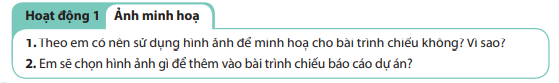 Hoạt động 1 Ảnh minh hoạ
1. Theo em có nên sử dụng hình ảnh để minh hoạ cho bài trình chiếu không? Vì sao?
2. Em sẽ chọn hình ảnh gì để thêm vào bài trình chiếu báo cáo dự án?